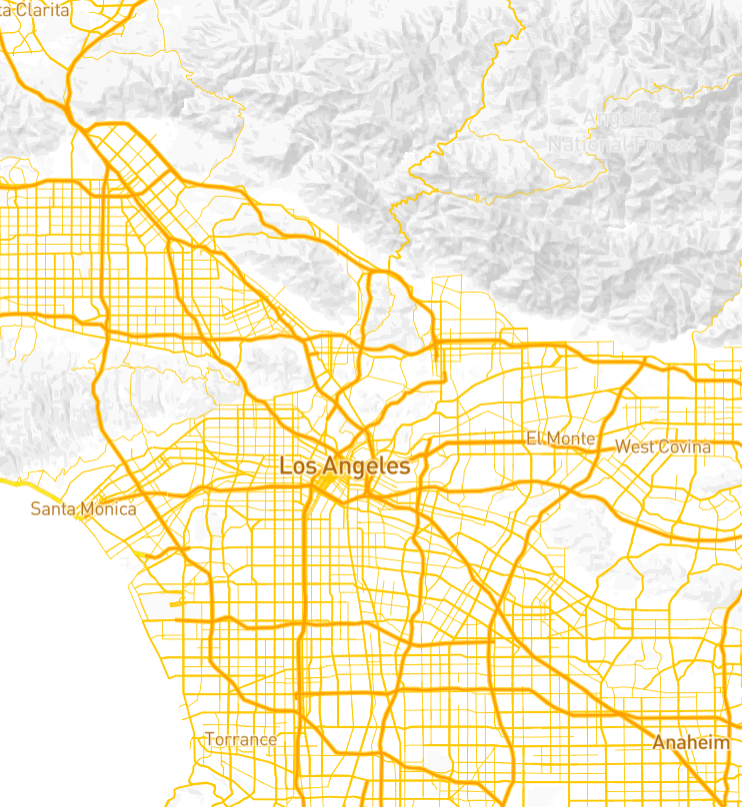 ta Clarita
Angeles
National Forest
El Monte
West Covina
Los Angeles
Santa Monica
Torrance
Anaheim